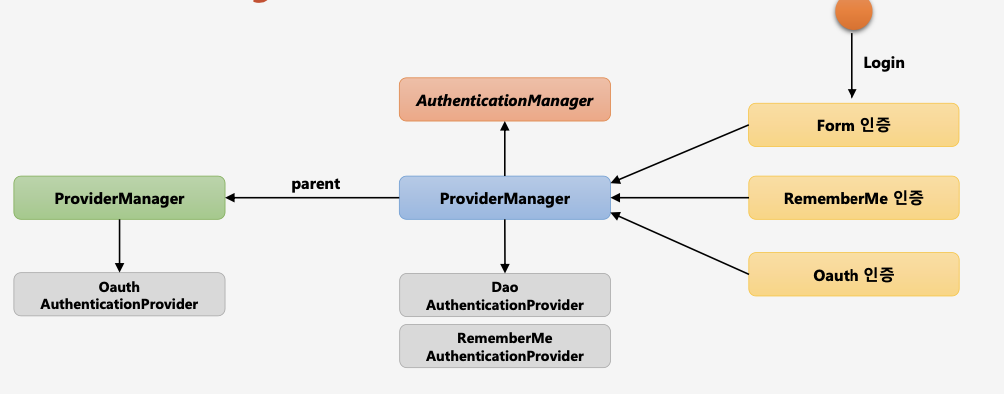 Login
AuthenticationManager
Form 인증
parent
ProviderManager
ProviderManager
RememberMe 인증
Oauth 인증
Oauth
AuthenticationProvider
Dao
AuthenticationProvider
RememberMe
AuthenticationProvider